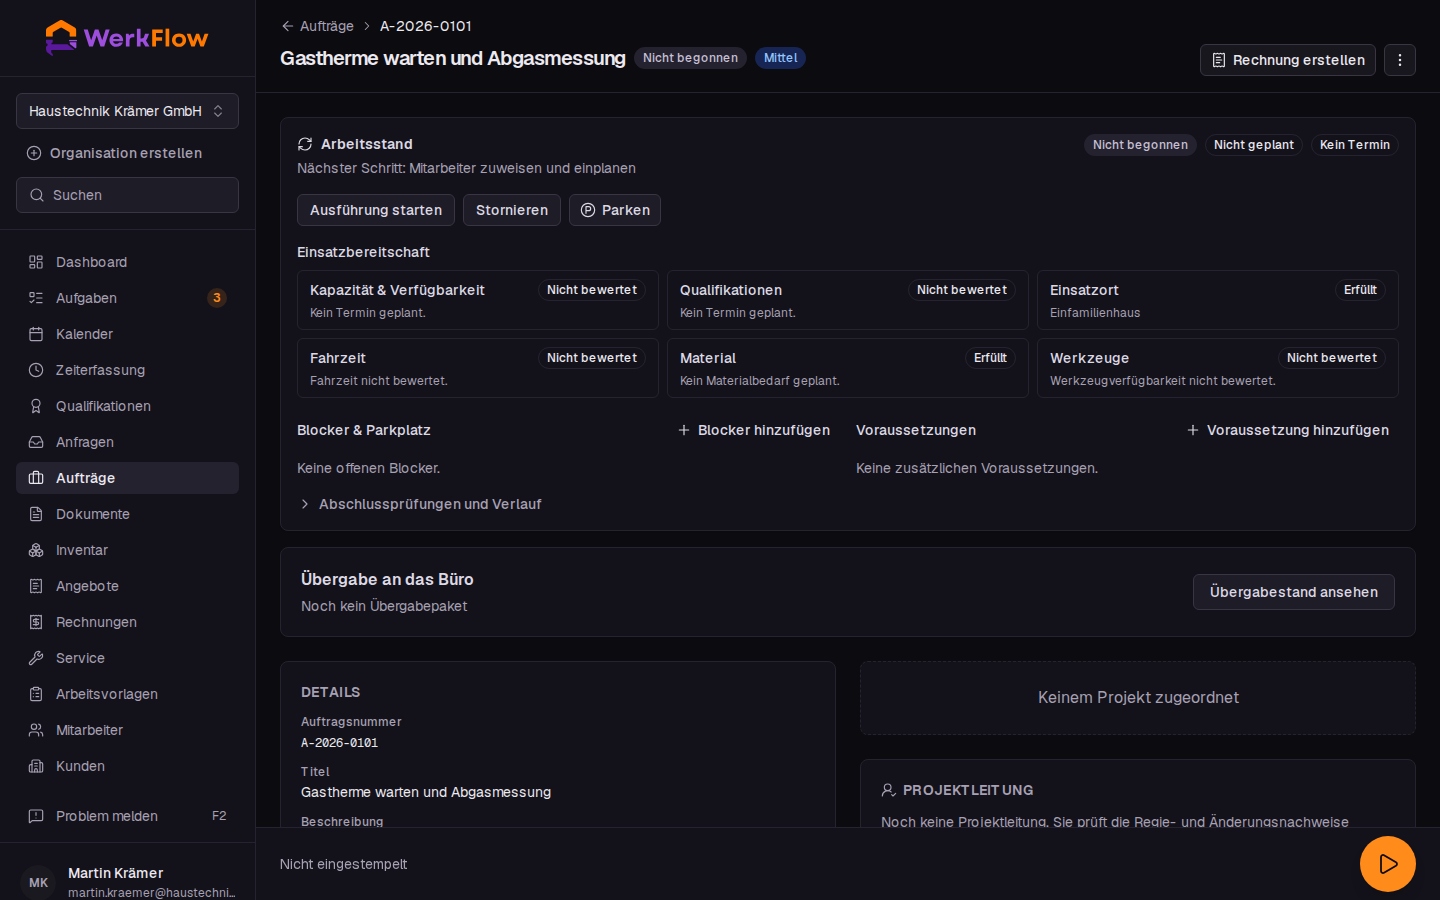 WerkFlow
Haustechnik Krämer GmbH
Organisation erstellen
Suchen
Dashboard
Aufgaben 3
Kalender
Zeiterfassung
Qualifikationen
Anfragen
Aufträge
Dokumente
Inventar
Angebote
Rechnungen
Service
Arbeitsvorlagen
Mitarbeiter
Kunden
Problem melden F2
MK
Martin Krämer
martin.kraemer@haustechni…
Aufträge A-2026-0101
Gastherme warten und Abgasmessung Nicht begonnen Mittel
Rechnung erstellen
Arbeitsstand
Nicht begonnen Nicht geplant Kein Termin
Nächster Schritt: Mitarbeiter zuweisen und einplanen
Ausführung starten Stornieren Parken
Einsatzbereitschaft
Kapazität & Verfügbarkeit Nicht bewertet
Kein Termin geplant.
Qualifikationen Nicht bewertet
Kein Termin geplant.
Einsatzort Erfüllt
Einfamilienhaus
Fahrzeit Nicht bewertet
Fahrzeit nicht bewertet.
Material Erfüllt
Kein Materialbedarf geplant.
Werkzeuge Nicht bewertet
Werkzeugverfügbarkeit nicht bewertet.
Blocker & Parkplatz Blocker hinzufügen
Keine offenen Blocker.
Voraussetzungen Voraussetzung hinzufügen
Keine zusätzlichen Voraussetzungen.
Abschlussprüfungen und Verlauf
Übergabe an das Büro
Noch kein Übergabepaket
Übergabestand ansehen
DETAILS
Auftragsnummer
A-2026-0101
Titel
Gastherme warten und Abgasmessung
Beschreibung
Keinem Projekt zugeordnet
PROJEKTLEITUNG
Noch keine Projektleitung. Sie prüft die Regie- und Änderungsnachweise
Nicht eingestempelt